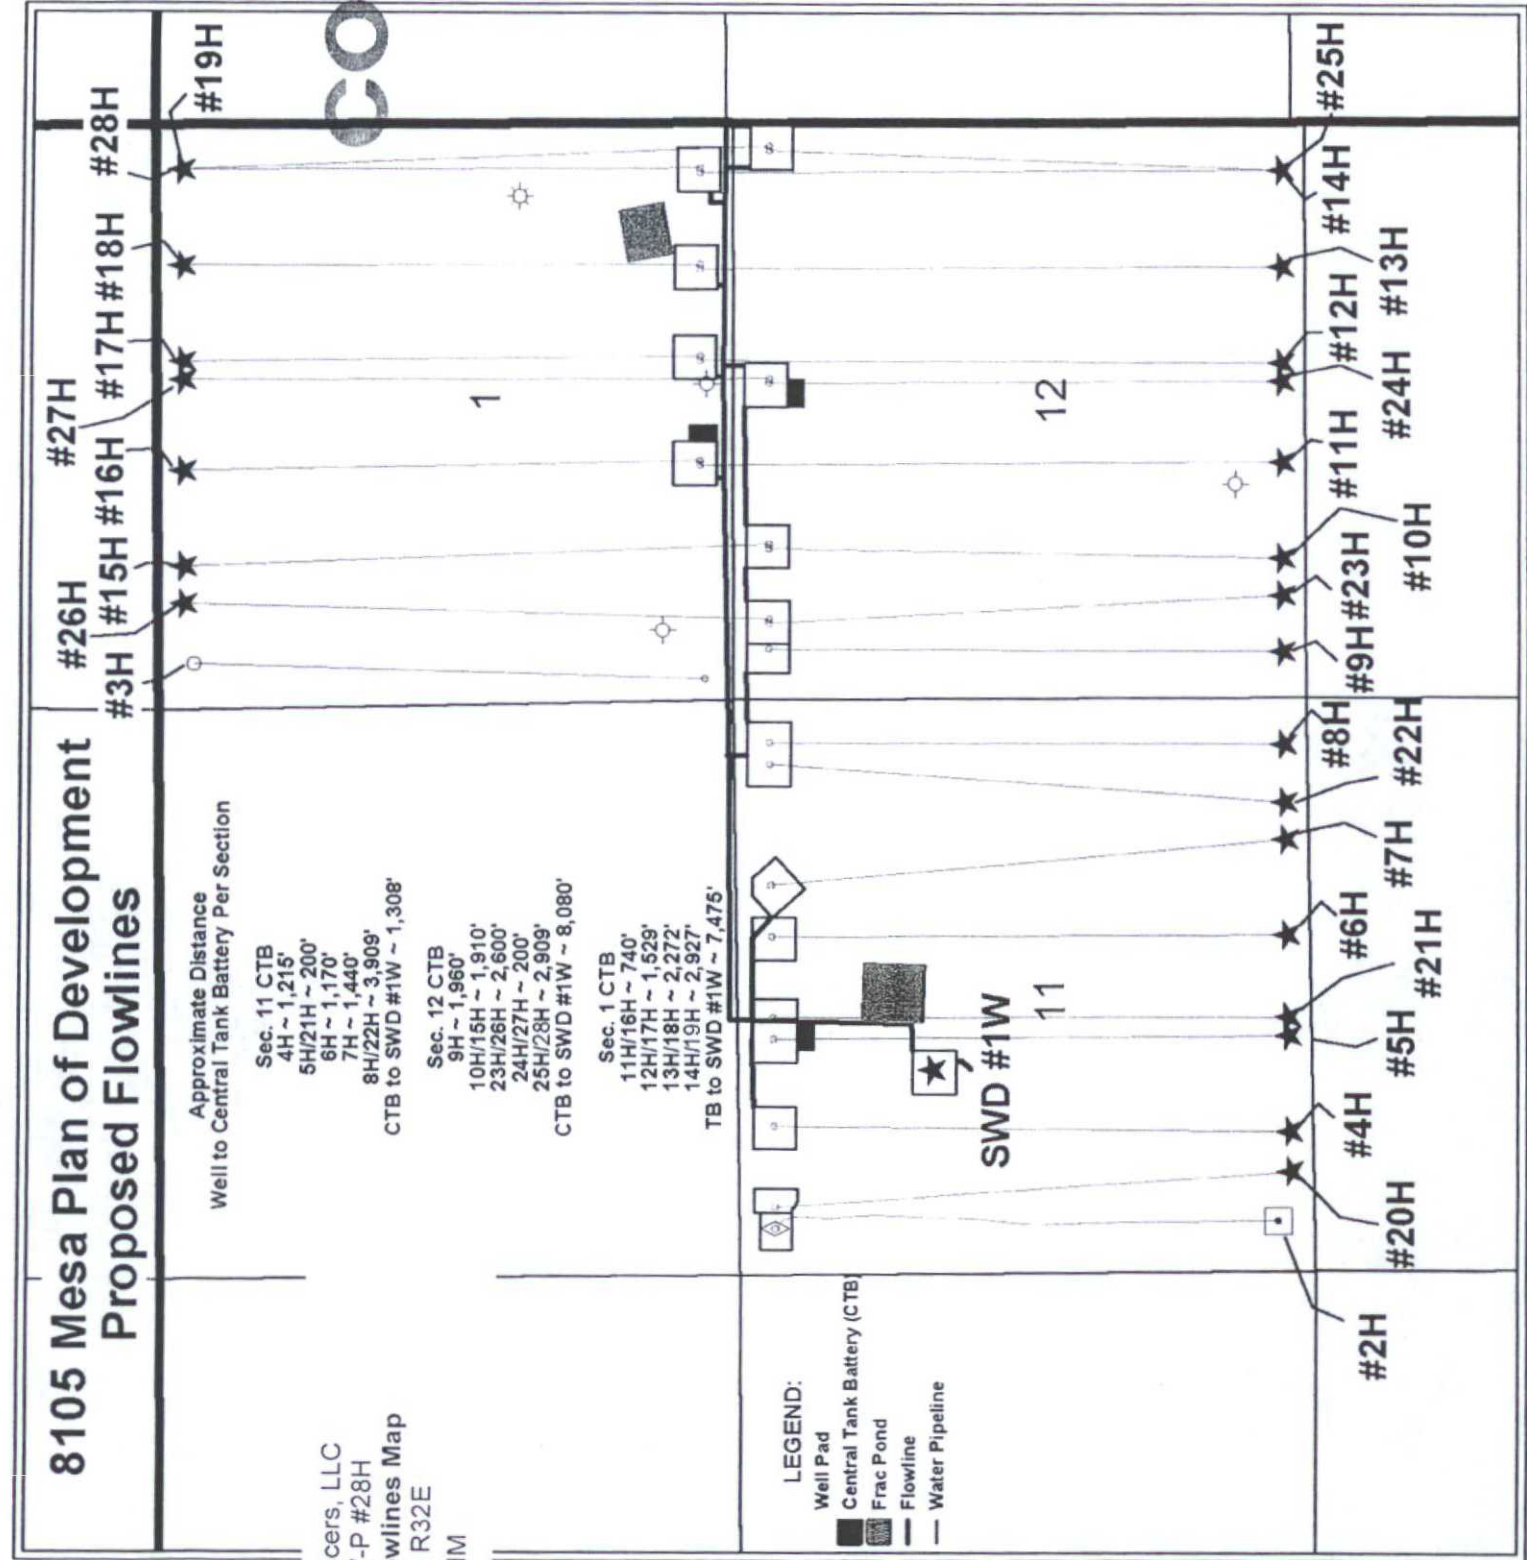 8105 Mesa Plan of Development
Proposed Flowlines
Approximate Distance
Well to Central Tank Battery Per Section
Sec. 11 CTB
4H ~ 1,215'
5H/21H ~ 200'
6H ~ 1,170'
7H ~ 1,440'
8H/22H ~ 3,909'
CTB to SWD #1W ~ 1,308'
Sec. 12 CTB
9H ~ 1,960'
10H/15H ~ 1,910'
23H/26H ~ 2,600'
24H/27H ~ 200'
25H/28H ~ 2,909'
CTB to SWD #1W ~ 8,080'
Sec. 1 CTB
11H/16H ~ 740'
12H/17H ~ 1,529'
13H/18H ~ 2,272'
14H/19H ~ 2,927'
TB to SWD #1W ~ 7,475'
cers, LLC
-P #28H
wlines Map
R32E
IM
LEGEND:
Well Pad
Central Tank Battery (CTB)
Frac Pond
Flowline
Water Pipeline
#3H
#26H
#15H
#16H
#27H
#17H
#18H
#28H
#19H
CO
1
12
11
SWD #1W
#2H
#20H
#4H
#5H
#21H
#6H
#7H
#22H
#8H
#9H
#23H
#10H
#11H
#24H
#12H
#13H
#14H
#25H